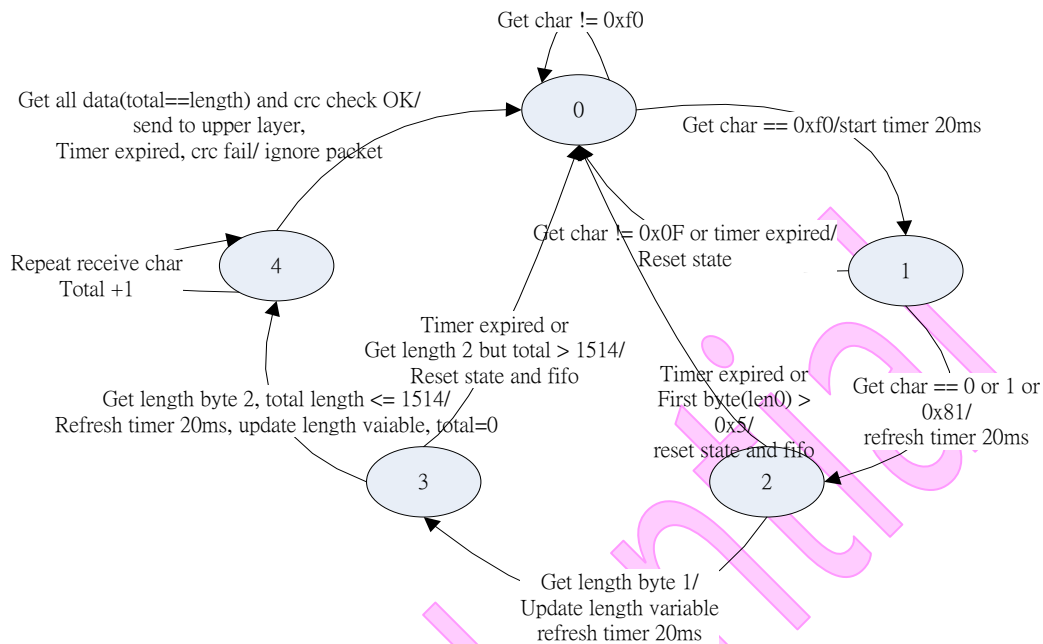 Get char != 0xf0
0
Get all data(total==length) and crc check OK/
send to upper layer,
Timer expired, crc fail/ ignore packet
Get char == 0xf0/start timer 20ms
Get char != 0x0F or timer expired/
Reset state
4
1
Repeat receive char
Total +1
Timer expired or
Get length 2 but total > 1514/
Reset state and fifo
Timer expired or
First byte(len0) >
0x5/
reset state and fifo
Get char == 0 or 1 or
0x81/
refresh timer 20ms
Get length byte 2, total length <= 1514/
Refresh timer 20ms, update length vaiable, total=0
3
2
Get length byte 1/
Update length variable
refresh timer 20ms